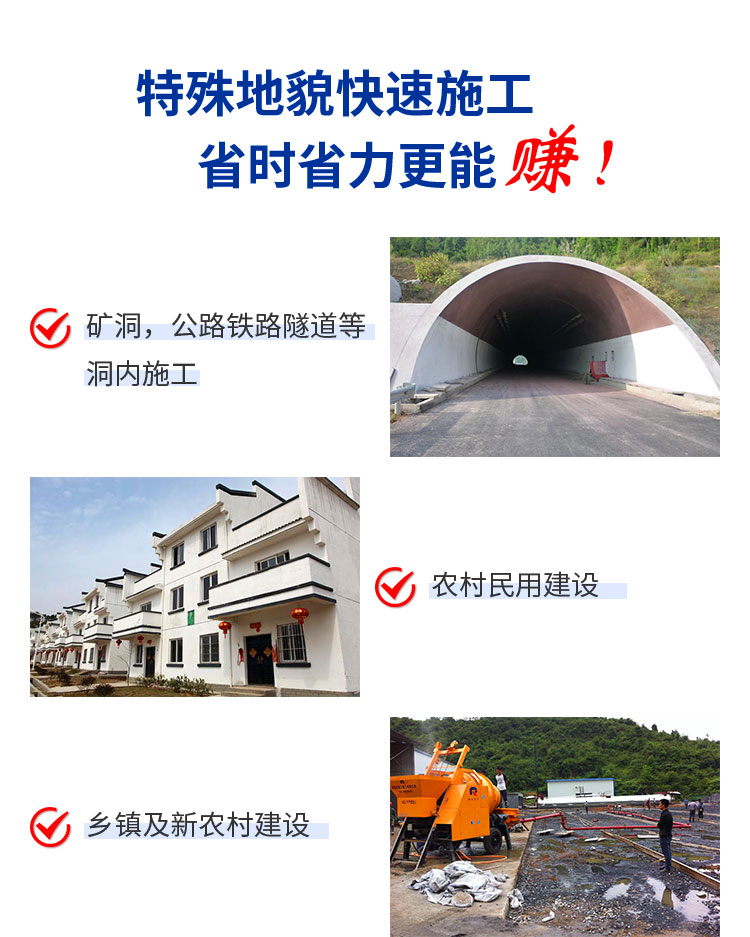 特殊地貌快速施工
省时省力更能赚！
矿洞，公路铁路隧道等
洞内施工
农村民用建设
乡镇及新农村建设